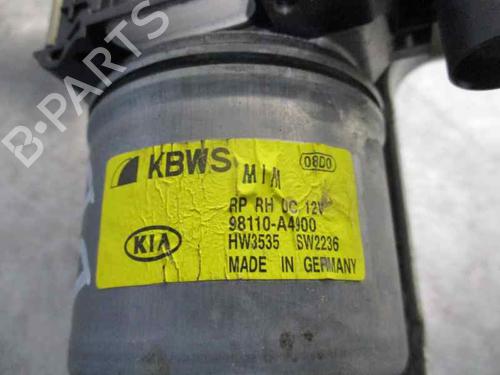 KBWS M/M 08D0
RP RH DC 12V
98110-A4900
KIA
HW3535 SW2236
MADE IN GERMANY
B-PARTS